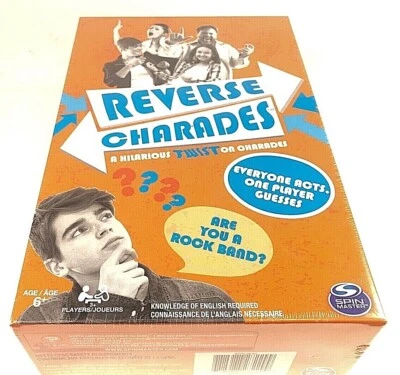 REVERSE
CHARADES
A HILARIOUS TWIST ON CHARADES
????
EVERYONE ACTS,
ONE PLAYER
GUESSES
ARE
YOU A
ROCK BAND?
AGE / ÂGE
6+
PLAYERS/JOUEURS
KNOWLEDGE OF ENGLISH REQUIRED
CONNAISSANCE DE L'ANGLAIS NÉCESSAIRE
SPIN
MASTER